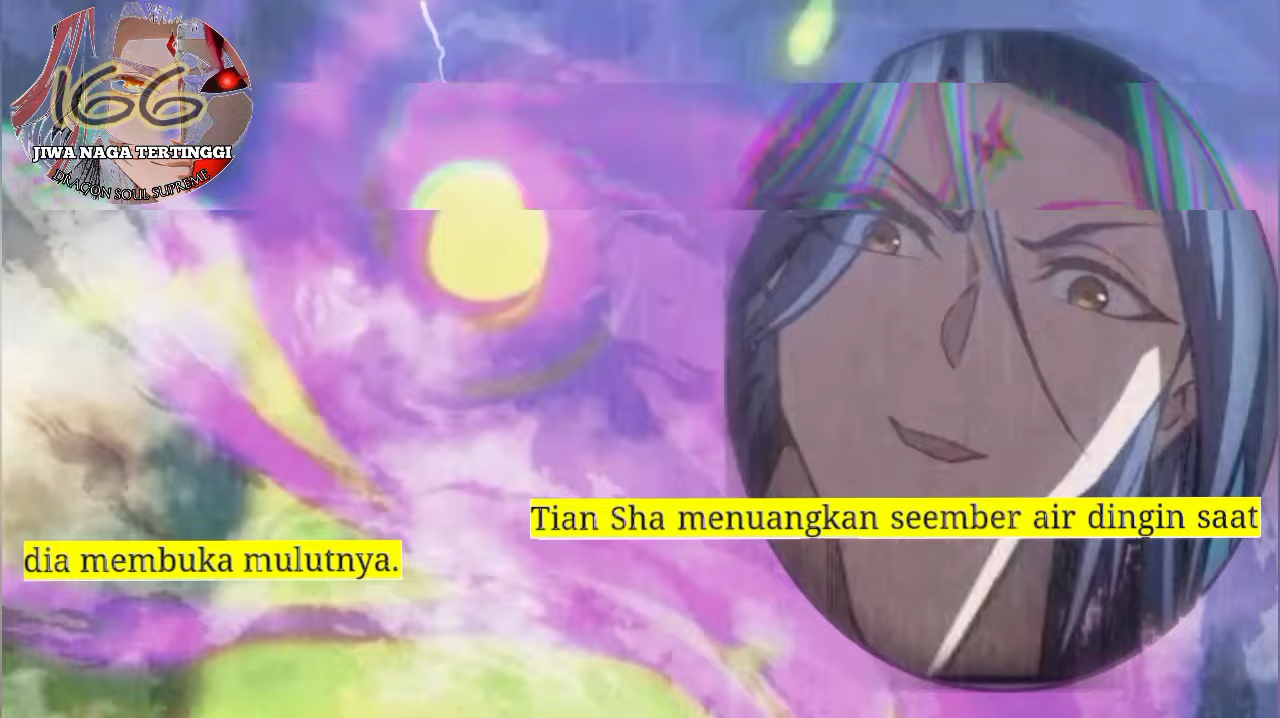 166
JIWA NAGA TERTINGGI
DRAGON SOUL SUPREME
Tian Sha menuangkan seember air dingin saat
dia membuka mulutnya.